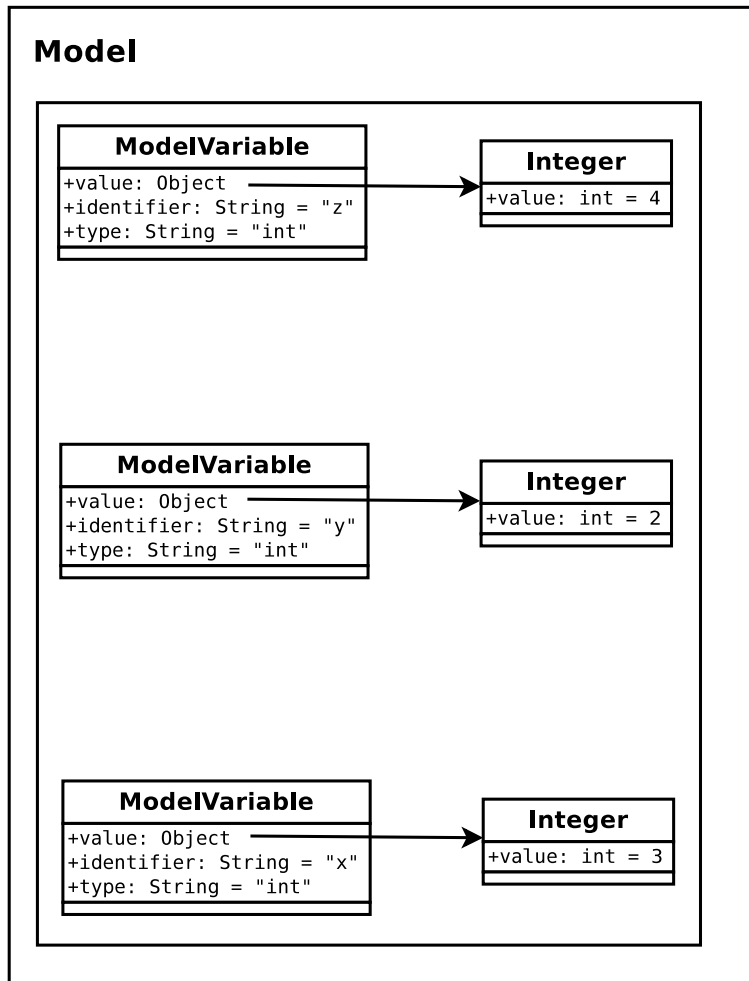 Model
ModelVariable
+value: Object
+identifier: String = "z"
+type: String = "int"
Integer
+value: int = 4
ModelVariable
+value: Object
+identifier: String = "y"
+type: String = "int"
Integer
+value: int = 2
ModelVariable
+value: Object
+identifier: String = "x"
+type: String = "int"
Integer
+value: int = 3